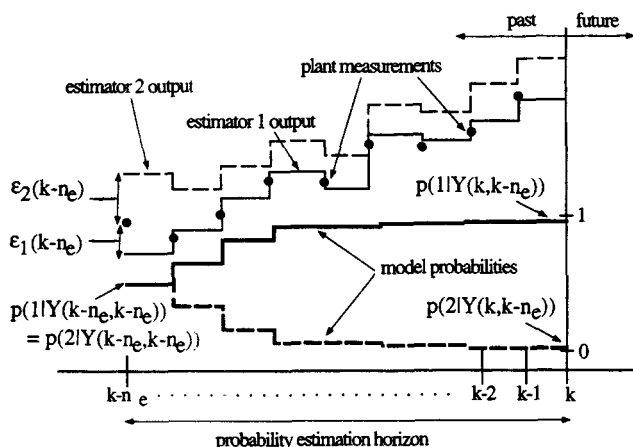 past future
plant measurements
estimator 2 output
estimator 1 output
ε2(k-ne)
p(1|Y(k,k-ne))
1
ε1(k-ne)
model probabilities
p(1|Y(k-ne,k-ne))
= p(2|Y(k-ne,k-ne))
p(2|Y(k,k-ne))
0
k-n e . . . . . . . . . . . . . . . . k-2 k-1 k
probability estimation horizon